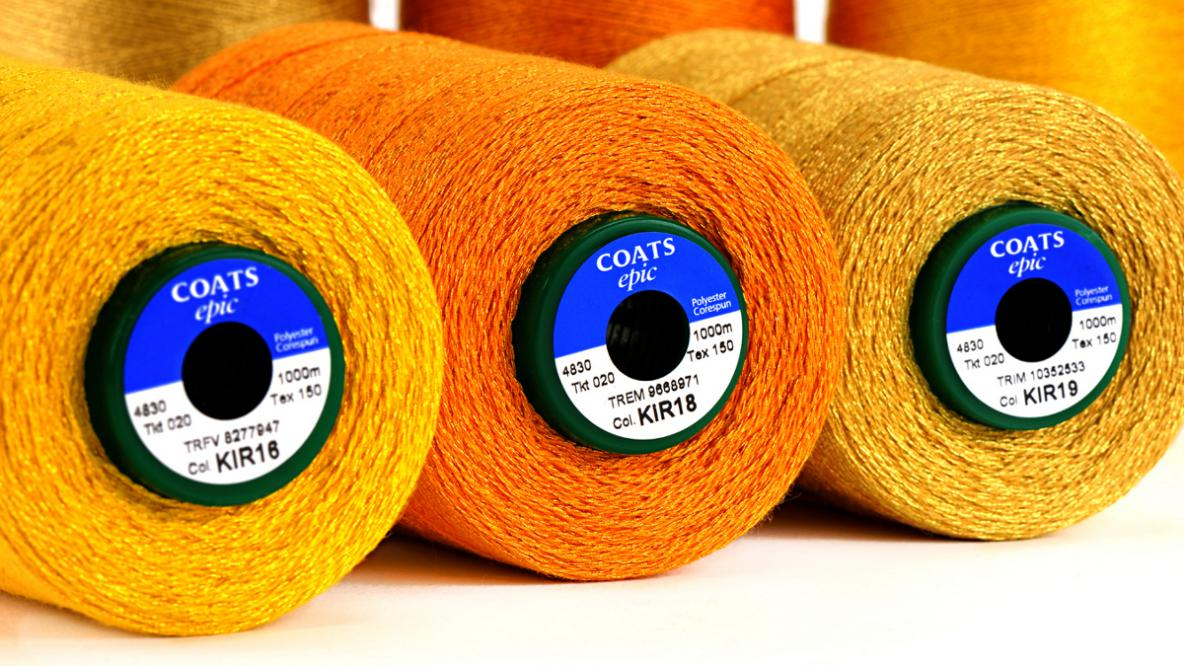 COATS
epic
Polyester
Corespun
4830
1000m
Tkt 020
Tex 150
TRFV 8277947
Col. KIR16
COATS
epic
Polyester
Corespun
4830
1000m
Tkt 020
Tex 150
TREM 9668971
Col. KIR18
COATS
epic
Polyester
Corespun
4830
1000m
Tkt 020
Tex 150
TRIM 10352533
Col. KIR19